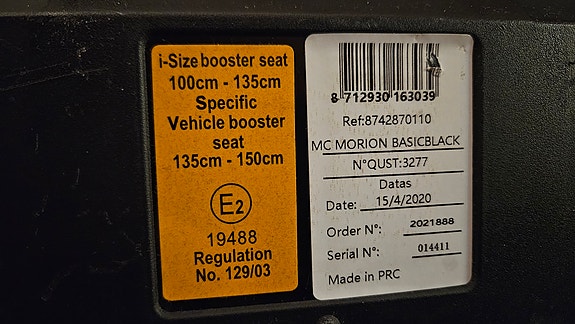 i-Size booster seat
100cm - 135cm
Specific
Vehicle booster
seat
135cm - 150cm
E2
19488
Regulation
No. 129/03
8 712930 163039
Ref:8742870110
MC MORION BASICBLACK
N°QUST:3277
Datas
Date: 15/4/2020
Order N°: 2021888
Serial N°: 014411
Made in PRC